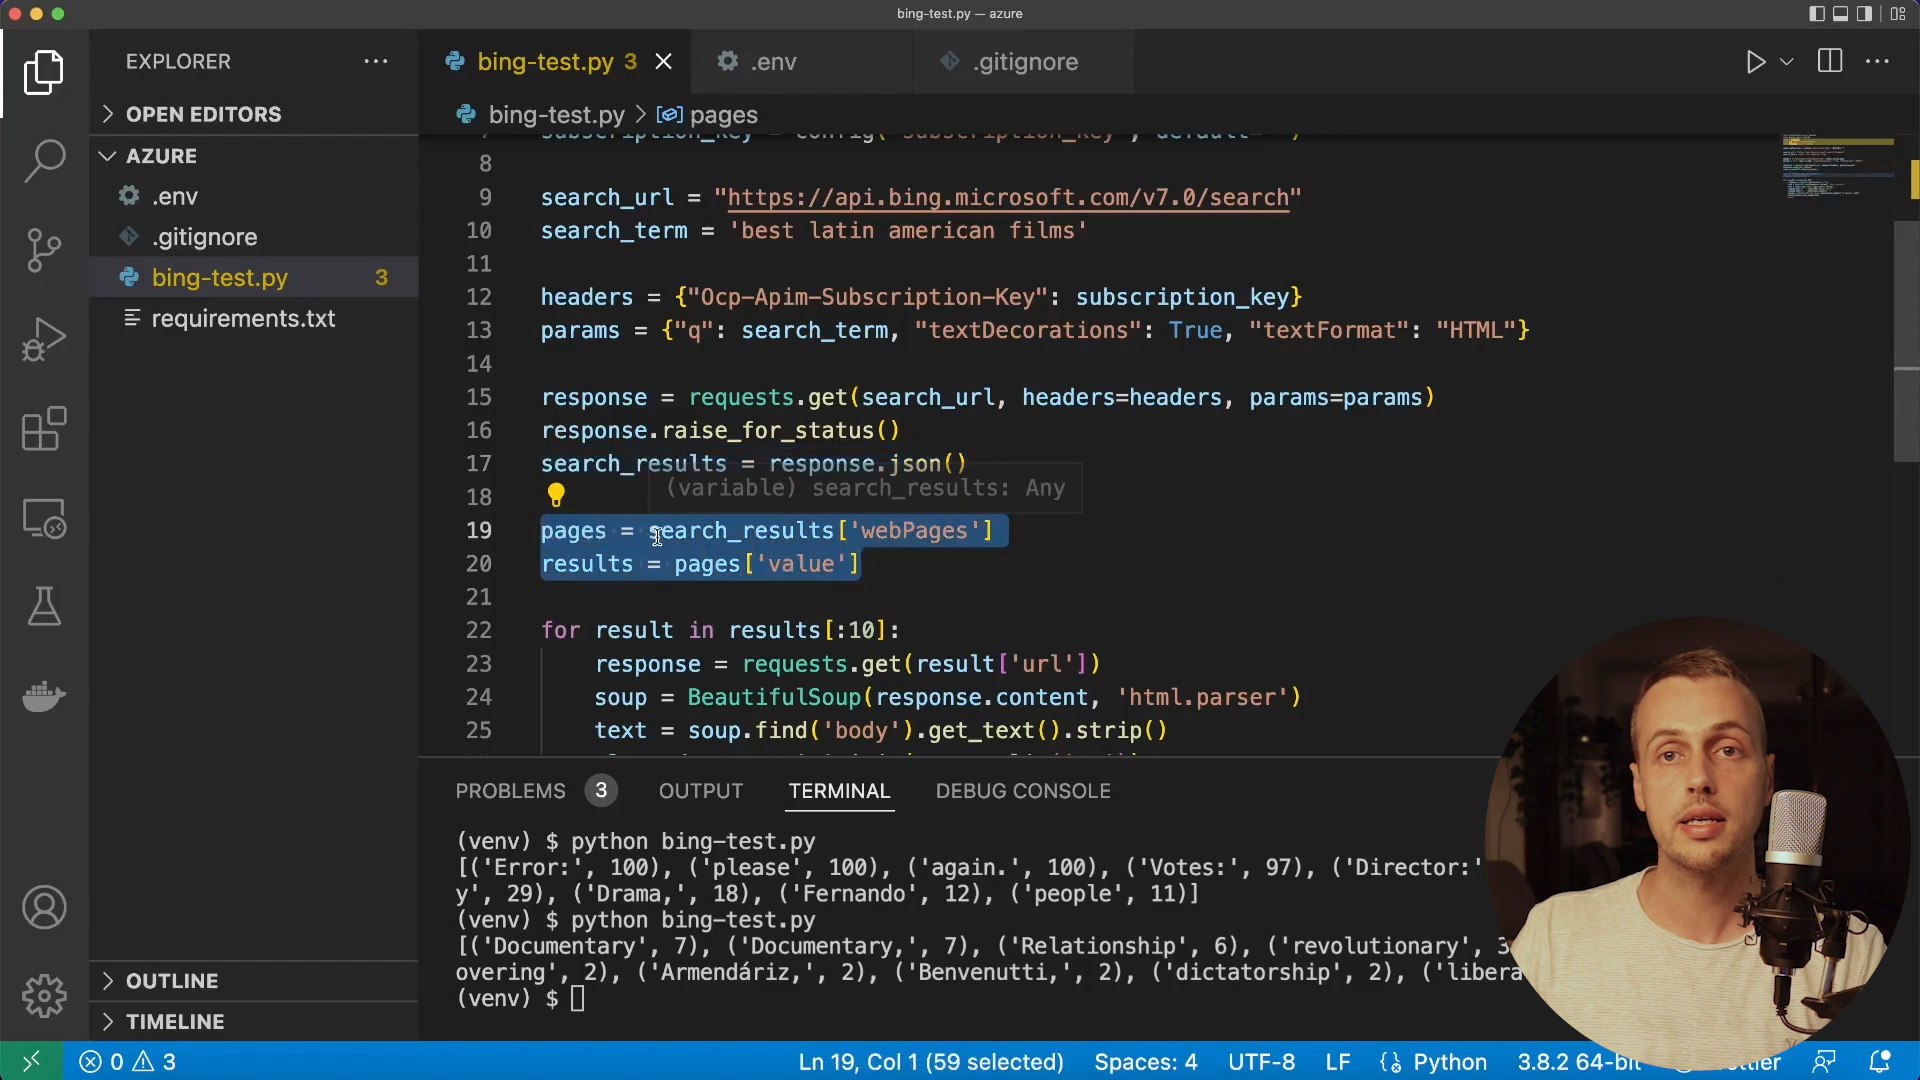 bing-test.py — azure
EXPLORER
OPEN EDITORS
AZURE
.env
.gitignore
bing-test.py 3
requirements.txt
OUTLINE
TIMELINE
bing-test.py 3
.env
.gitignore
bing-test.py > pages
8
9 search_url = "https://api.bing.microsoft.com/v7.0/search"
10 search_term = 'best latin american films'
11
12 headers = {"Ocp-Apim-Subscription-Key": subscription_key}
13 params = {"q": search_term, "textDecorations": True, "textFormat": "HTML"}
14
15 response = requests.get(search_url, headers=headers, params=params)
16 response.raise_for_status()
17 search_results = response.json()
(variable) search_results: Any
18
19 pages = search_results['webPages']
20 results = pages['value']
21
22 for result in results[:10]:
23 response = requests.get(result['url'])
24 soup = BeautifulSoup(response.content, 'html.parser')
25 text = soup.find('body').get_text().strip()
PROBLEMS 3 OUTPUT TERMINAL DEBUG CONSOLE
(venv) $ python bing-test.py
[('Error:', 100), ('please', 100), ('again.', 100), ('Votes:', 97), ('Director:'
y', 29), ('Drama,', 18), ('Fernando', 12), ('people', 11)]
(venv) $ python bing-test.py
[('Documentary', 7), ('Documentary,', 7), ('Relationship', 6), ('revolutionary', 3
overing', 2), ('Armendáriz,', 2), ('Benvenutti,', 2), ('dictatorship', 2), ('libera
(venv) $
0 3 Ln 19, Col 1 (59 selected) Spaces: 4 UTF-8 LF Python 3.8.2 64-bit